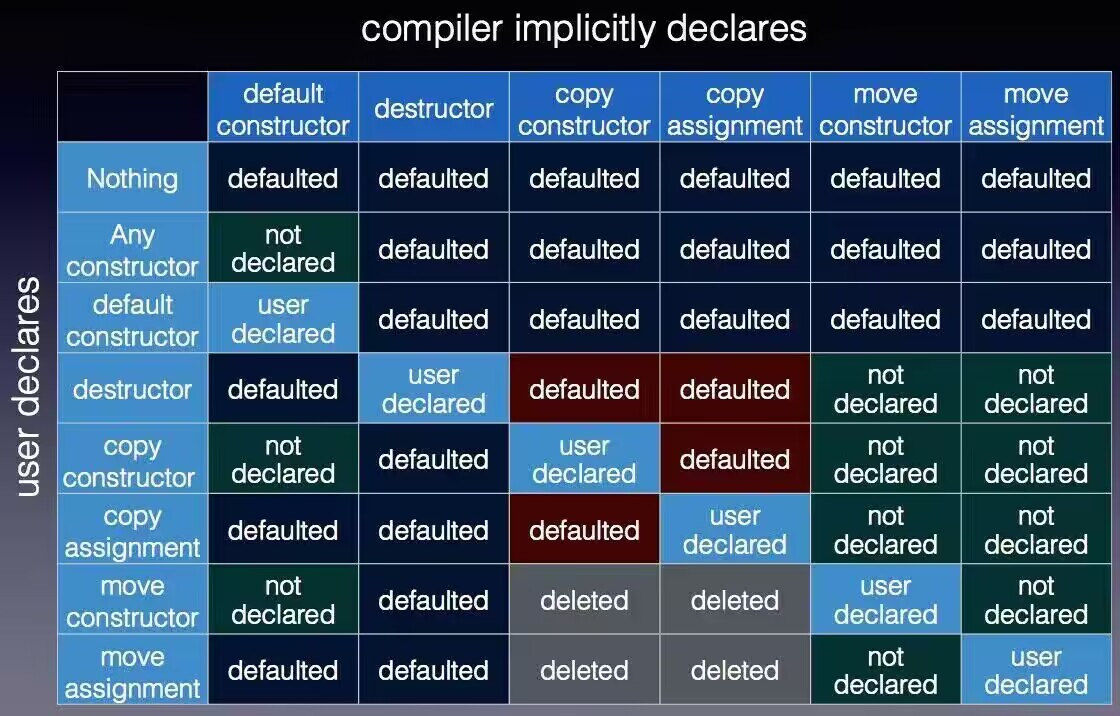 compiler implicitly declares
default constructor destructor copy constructor copy assignment move constructor move assignment
Nothing defaulted defaulted defaulted defaulted defaulted defaulted
Any constructor not declared defaulted defaulted defaulted defaulted defaulted
default constructor user declared defaulted defaulted defaulted defaulted defaulted
destructor defaulted user declared defaulted defaulted not declared not declared
copy constructor not declared defaulted user declared defaulted not declared not declared
copy assignment defaulted defaulted defaulted user declared not declared not declared
move constructor not declared defaulted deleted deleted user declared not declared
move assignment defaulted defaulted deleted deleted not declared user declared
user declares